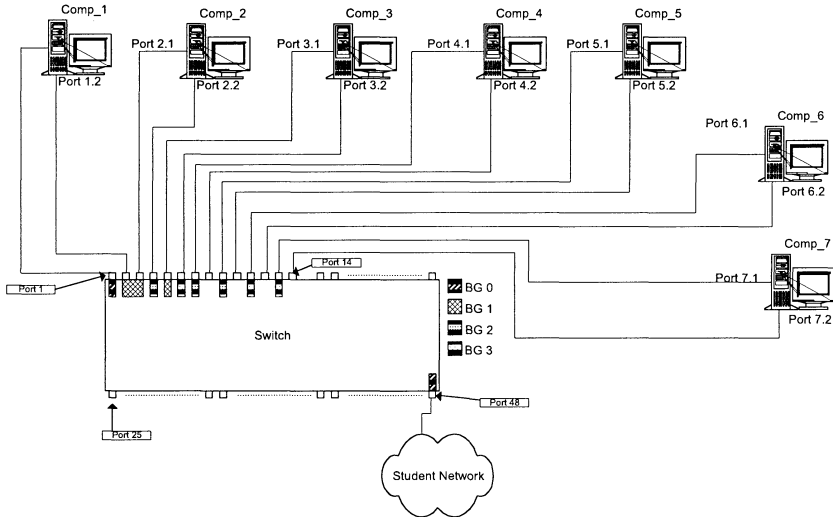 Comp_1
Comp_2
Comp_3
Comp_4
Comp_5
Port 2.1
Port 3.1
Port 4.1
Port 5.1
Port 1.2
Port 2.2
Port 3.2
Port 4.2
Port 5.2
Comp_6
Port 6.1
Port 6.2
Comp_7
Port 14
Port 7.1
Port 1
BG 0
BG 1
Port 7.2
Switch
BG 2
BG 3
Port 48
Port 25
Student Network